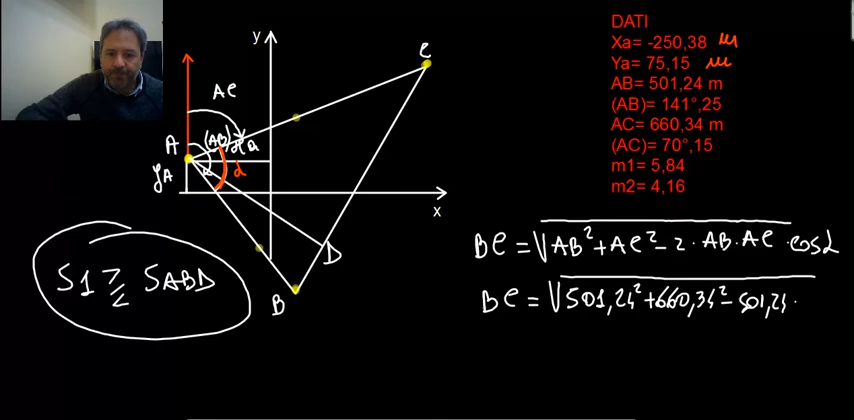 DATI
Xa= -250,38 m
Ya= 75,15 m
AB= 501,24 m
(AB)= 141°,25
AC= 660,34 m
(AC)= 70°,15
m1= 5,84
m2= 4,16
y
C
AC
A
(AB)
α
yA
x
D
B
S1 ≥ SABD
BC = √AB²+AC²-2·AB·AC·cosα
BC = √501,24²+660,34²-501,24·